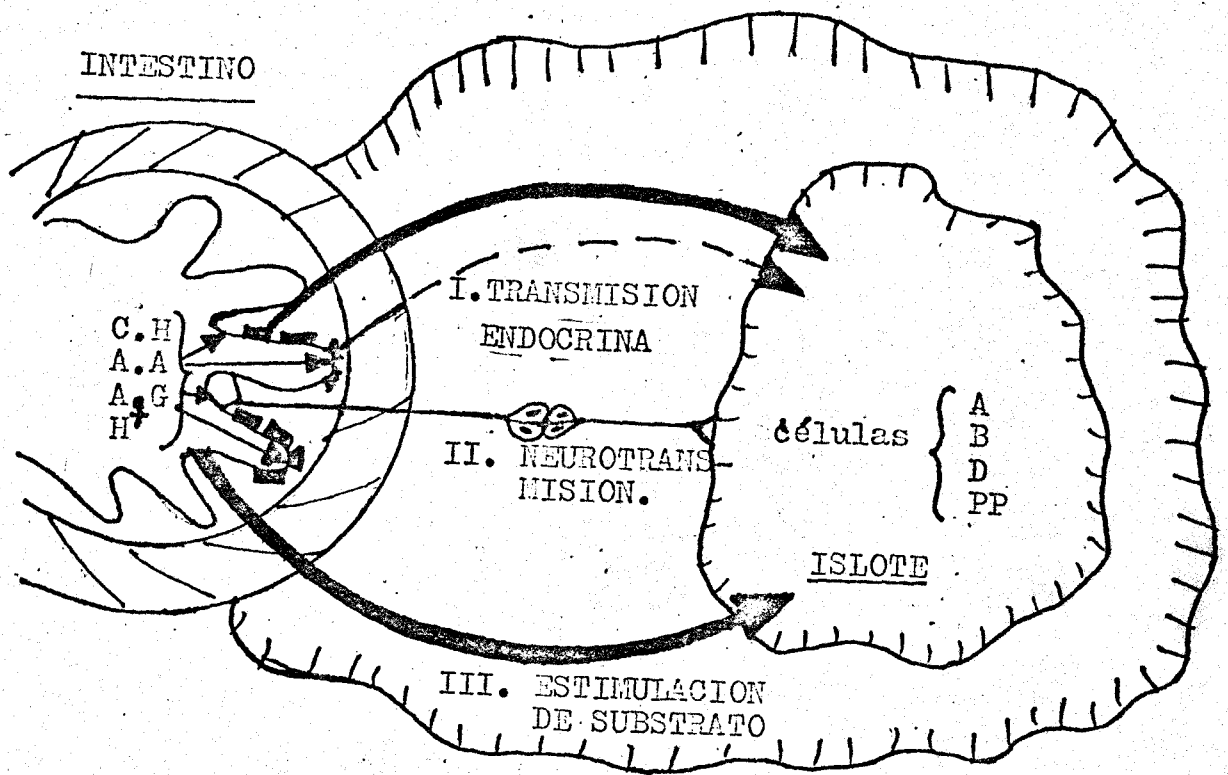 INTESTINO
I. TRANSMISION
ENDOCRINA
C.H
A.A
A.G
H+
II. NEUROTRANS
MISION.
células
A
B
D
PP
ISLOTE
III. ESTIMULACION
DE SUBSTRATO